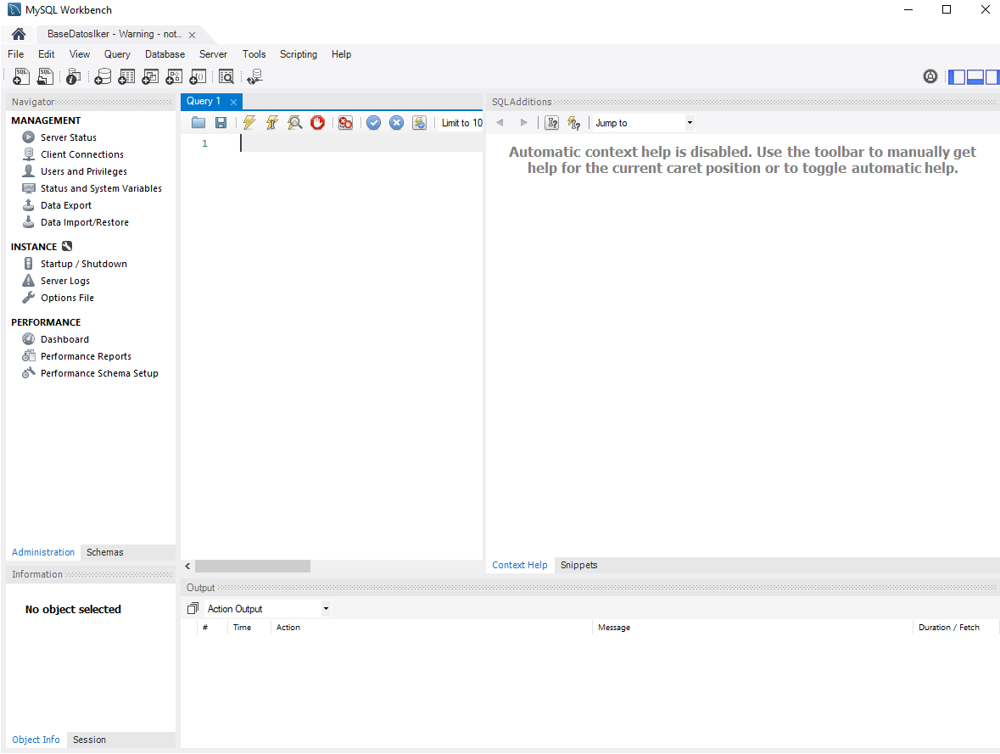 MySQL Workbench
BaseDatosIker - Warning - not...
File Edit View Query Database Server Tools Scripting Help
SQL SQL
Navigator
MANAGEMENT
Server Status
Client Connections
Users and Privileges
Status and System Variables
Data Export
Data Import/Restore
INSTANCE
Startup / Shutdown
Server Logs
Options File
PERFORMANCE
Dashboard
Performance Reports
Performance Schema Setup
Administration Schemas
Information
No object selected
Object Info Session
Query 1
Limit to 10
1
SQLAdditions
Jump to
Automatic context help is disabled. Use the toolbar to manually get
help for the current caret position or to toggle automatic help.
Context Help Snippets
Output
Action Output
# Time Action Message Duration / Fetch